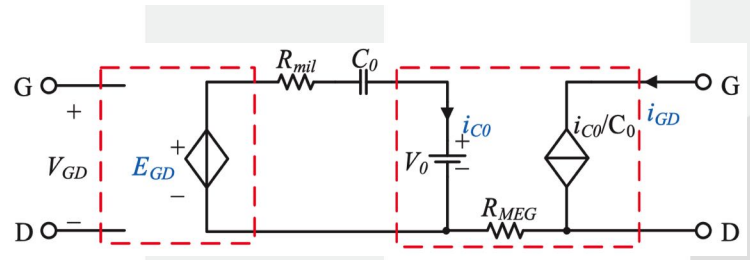 R_mil
C_0
G
G
+
i_C0
i_C0/C_0
i_GD
+
+
V_GD
E_GD
V_0
−
−
R_MEG
−
D
D